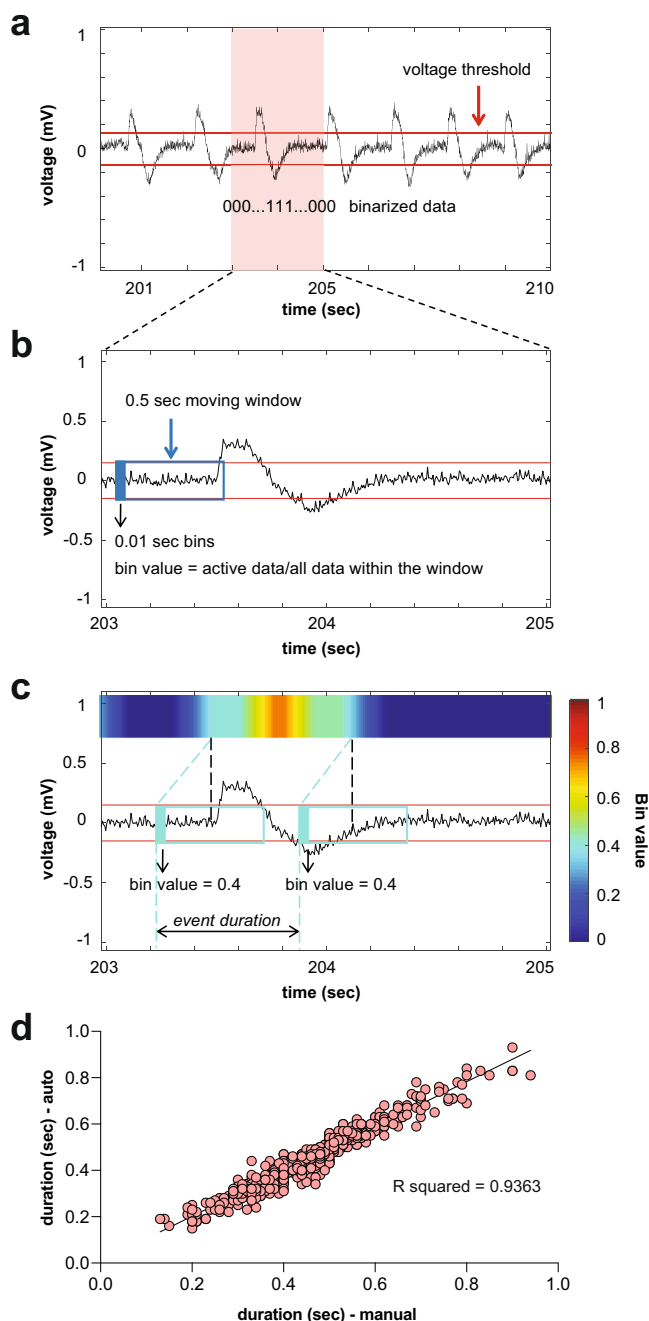 a
1
0
-1
voltage (mV)
voltage threshold
000...111...000 binarized data
201
205
210
time (sec)
b
1
0.5
0
-0.5
-1
voltage (mV)
0.5 sec moving window
0.01 sec bins
bin value = active data/all data within the window
203
204
205
time (sec)
c
1
0.5
0
-0.5
-1
voltage (mV)
bin value = 0.4
bin value = 0.4
event duration
203
204
205
time (sec)
1
0.8
0.6
0.4
0.2
0
Bin value
d
1.0
0.8
0.6
0.4
0.2
0.0
duration (sec) - auto
R squared = 0.9363
0.0
0.2
0.4
0.6
0.8
1.0
duration (sec) - manual